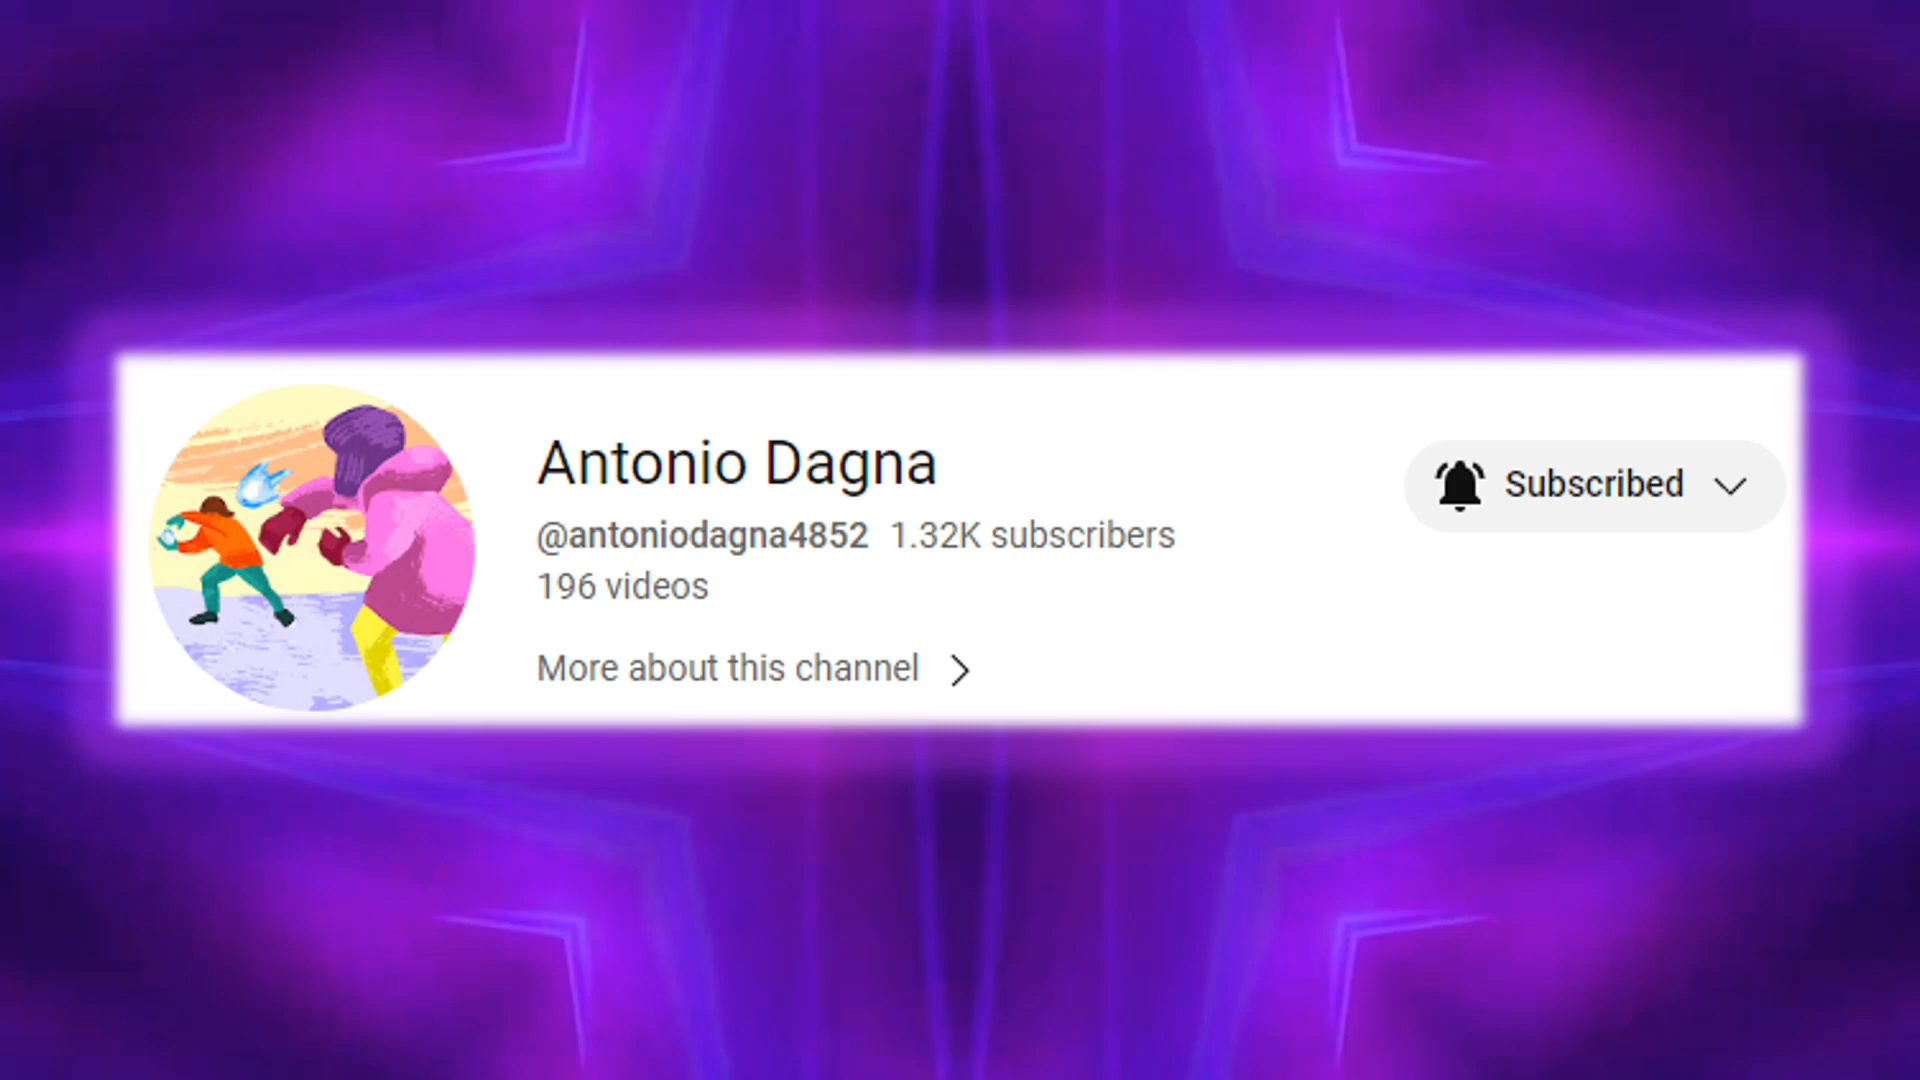 Antonio Dagna
@antoniodagna4852 1.32K subscribers
196 videos
More about this channel
Subscribed